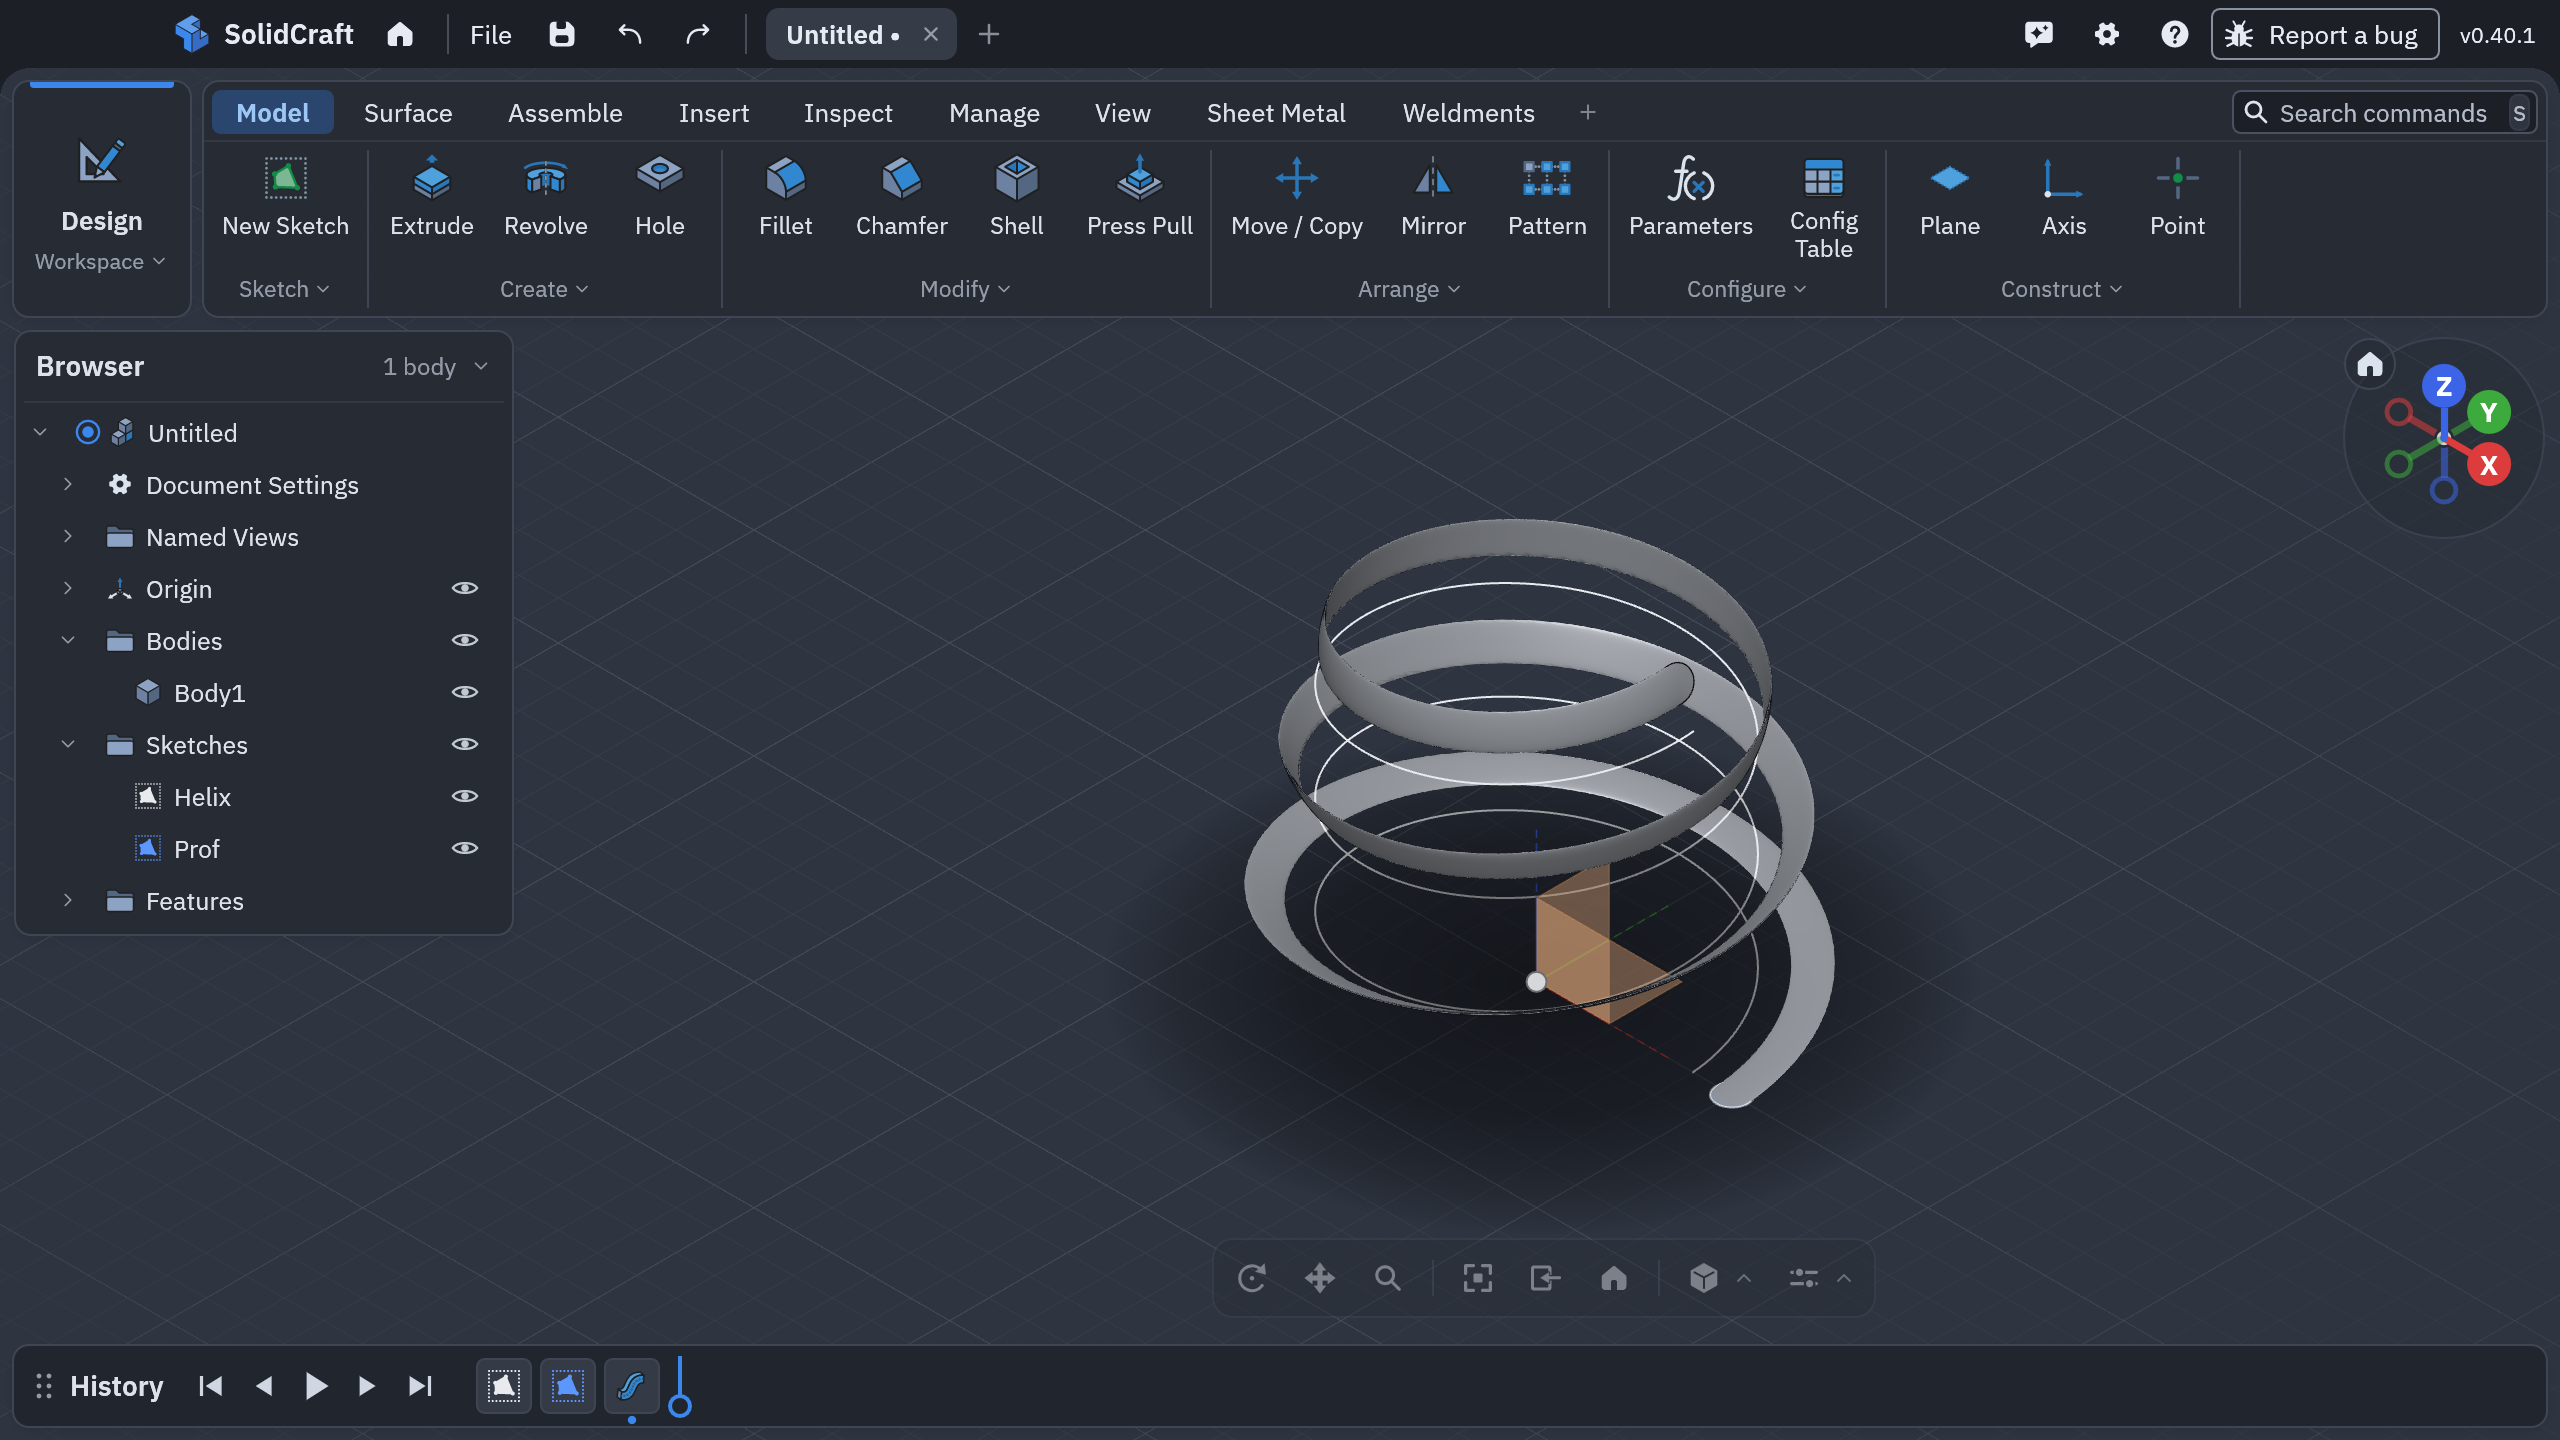 SolidCraft
File
Untitled •
Report a bug
v0.40.1
Design
Workspace
Model
Surface
Assemble
Insert
Inspect
Manage
View
Sheet Metal
Weldments
Search commands
S
New Sketch
Extrude
Revolve
Hole
Fillet
Chamfer
Shell
Press Pull
Move / Copy
Mirror
Pattern
Parameters
Config
Table
Plane
Axis
Point
Sketch
Create
Modify
Arrange
Configure
Construct
Browser
1 body
Untitled
Document Settings
Named Views
Origin
Bodies
Body1
Sketches
Helix
Prof
Features
Z
Y
X
History